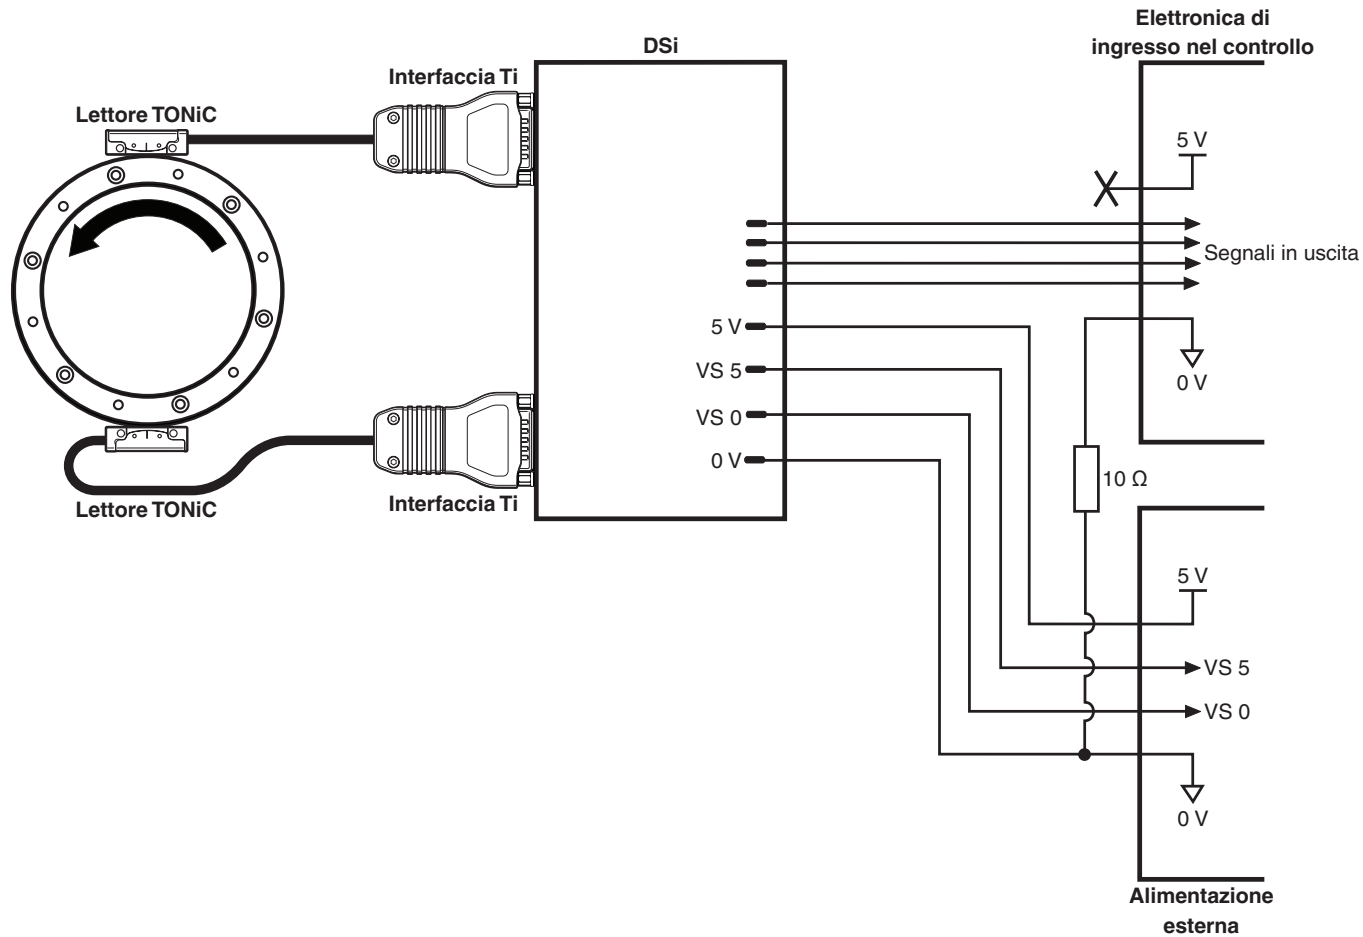 Elettronica di
ingresso nel controllo
DSi
Interfaccia Ti
Lettore TONiC
5 V
Segnali in uscita
5 V
VS 5
0 V
VS 0
0 V
10 Ω
Interfaccia Ti
Lettore TONiC
5 V
VS 5
VS 0
0 V
Alimentazione
esterna